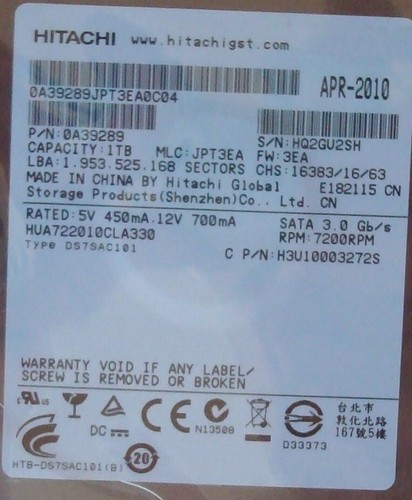 HITACHI www.hitachigst.com
0A39289JPT3EA0C04 APR-2010
P/N:0A39289 S/N:HQ2GU2SH
CAPACITY:1TB MLC:JPT3EA FW:3EA
LBA:1.953.525.168 SECTORS CHS:16383/16/63
MADE IN CHINA BY Hitachi Global E182115 CN
Storage Products(Shenzhen)Co., Ltd. CN
RATED:5V 450mA.12V 700mA SATA 3.0 Gb/s
HUA722010CLA330 RPM:7200RPM
Type DS7SAC101
C P/N:H3U10003272S
WARRANTY VOID IF ANY LABEL/
SCREW IS REMOVED OR BROKEN
DC
N13508
D33373
台北市
敦化北路
167號5樓
HTB-DS7SAC101(B)
20